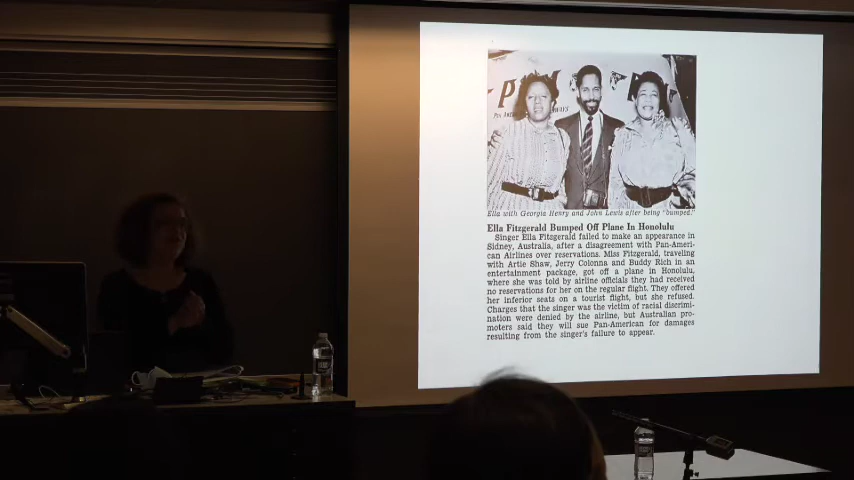 PAN AMER
Ella with Georgia Henry and John Lewis after being "bumped."
Ella Fitzgerald Bumped Off Plane In Honolulu
Singer Ella Fitzgerald failed to make an appearance in
Sidney, Australia, after a disagreement with Pan-Ameri-
can Airlines over reservations. Miss Fitzgerald, traveling
with Artie Shaw, Jerry Colonna and Buddy Rich in an
entertainment package, got off a plane in Honolulu,
where she was told by airline officials they had received
no reservations for her on the regular flight. They offered
her inferior seats on a tourist flight, but she refused.
Charges that the singer was the victim of racial discrimi-
nation were denied by the airline, but Australian pro-
moters said they will sue Pan-American for damages
resulting from the singer's failure to appear.